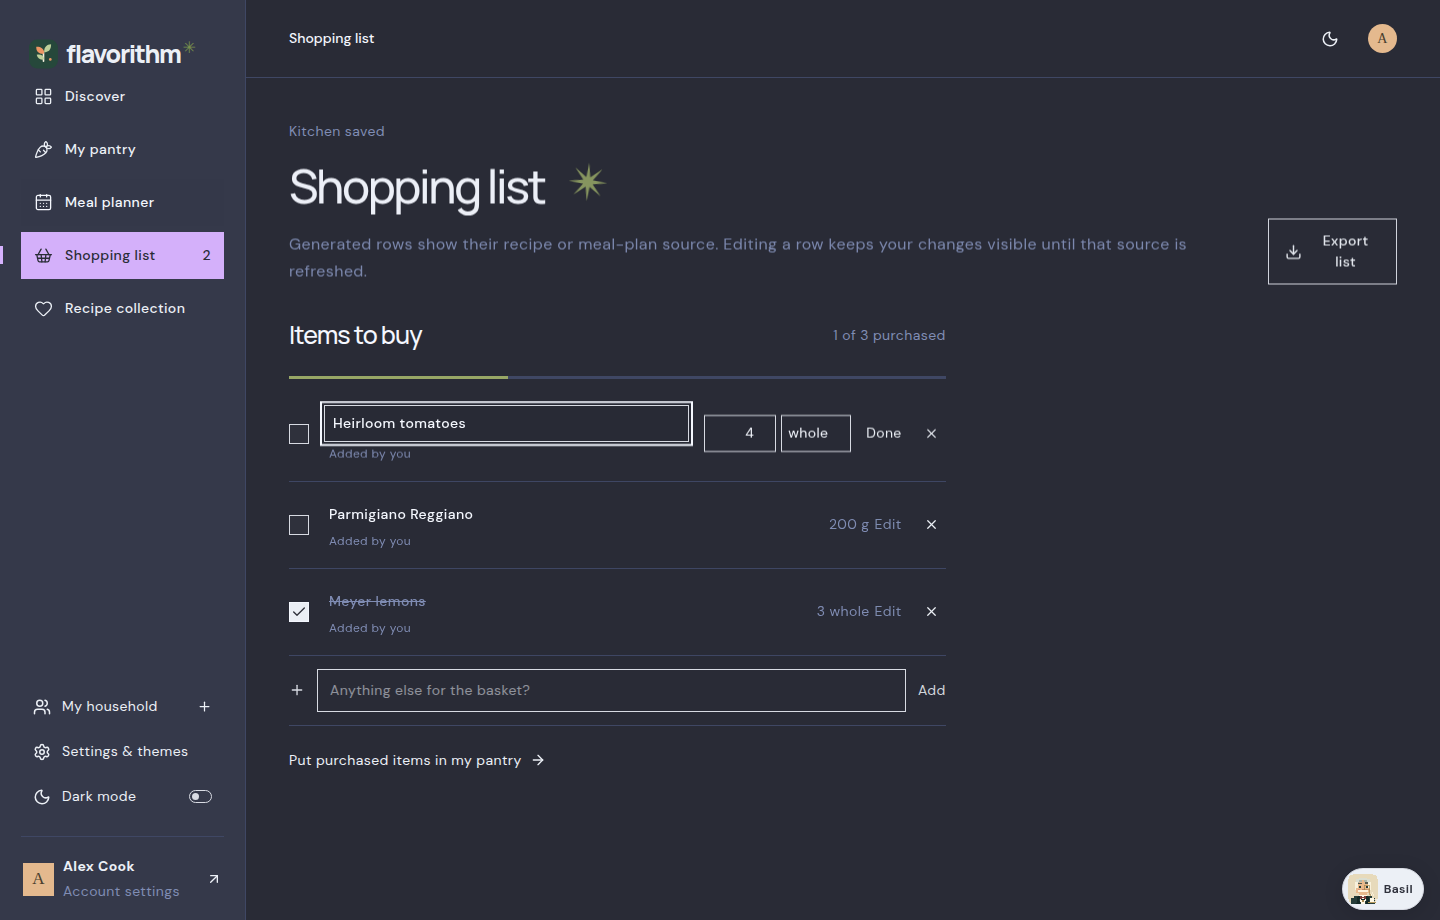 flavorithm
Discover
My pantry
Meal planner
Shopping list 2
Recipe collection
My household
Settings & themes
Dark mode
A
Alex Cook
Account settings
Shopping list
A
Kitchen saved
Shopping list
Generated rows show their recipe or meal-plan source. Editing a row keeps your changes visible until that source is
refreshed.
Export
list
Items to buy
1 of 3 purchased
Heirloom tomatoes
4 whole Done
Added by you
Parmigiano Reggiano
200 g Edit
Added by you
Meyer lemons
3 whole Edit
Added by you
Anything else for the basket?
Add
Put purchased items in my pantry
Basil